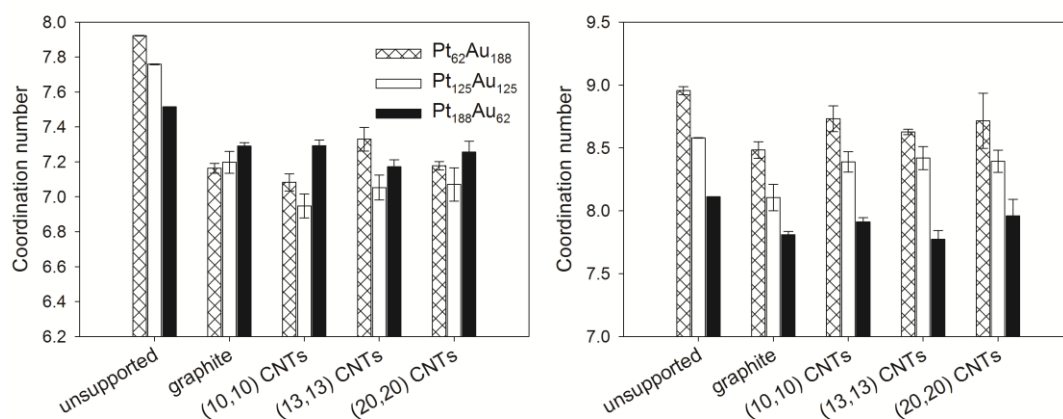 8.0
7.8
7.6
7.4
7.2
7.0
6.8
6.6
6.4
6.2
Coordination number
Pt62Au188
Pt125Au125
Pt188Au62
unsupported
graphite
(10,10) CNTs
(13,13) CNTs
(20,20) CNTs
9.5
9.0
8.5
8.0
7.5
7.0
Coordination number
unsupported
graphite
(10,10) CNTs
(13,13) CNTs
(20,20) CNTs